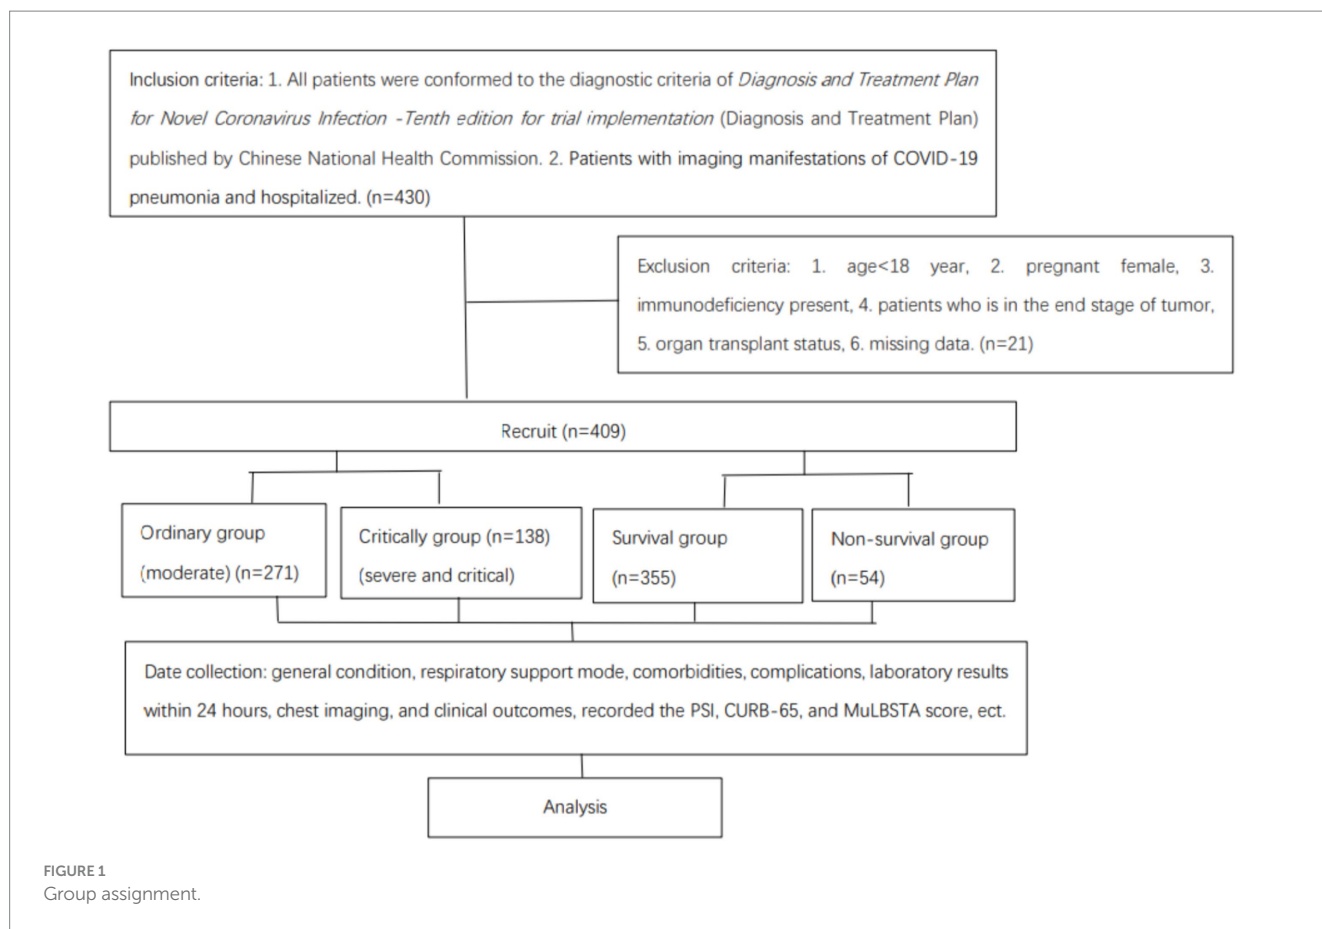 Inclusion criteria: 1. All patients were conformed to the diagnostic criteria of Diagnosis and Treatment Plan
for Novel Coronavirus Infection -Tenth edition for trial implementation (Diagnosis and Treatment Plan)
published by Chinese National Health Commission. 2. Patients with imaging manifestations of COVID-19
pneumonia and hospitalized. (n=430)
Exclusion criteria: 1. age<18 year, 2. pregnant female, 3.
immunodeficiency present, 4. patients who is in the end stage of tumor,
5. organ transplant status, 6. missing data. (n=21)
Recruit (n=409)
Ordinary group
(moderate) (n=271)
Critically group (n=138)
(severe and critical)
Survival group
(n=355)
Non-survival group
(n=54)
Date collection: general condition, respiratory support mode, comorbidities, complications, laboratory results
within 24 hours, chest imaging, and clinical outcomes, recorded the PSI, CURB-65, and MuLBSTA score, ect.
Analysis
FIGURE 1
Group assignment.